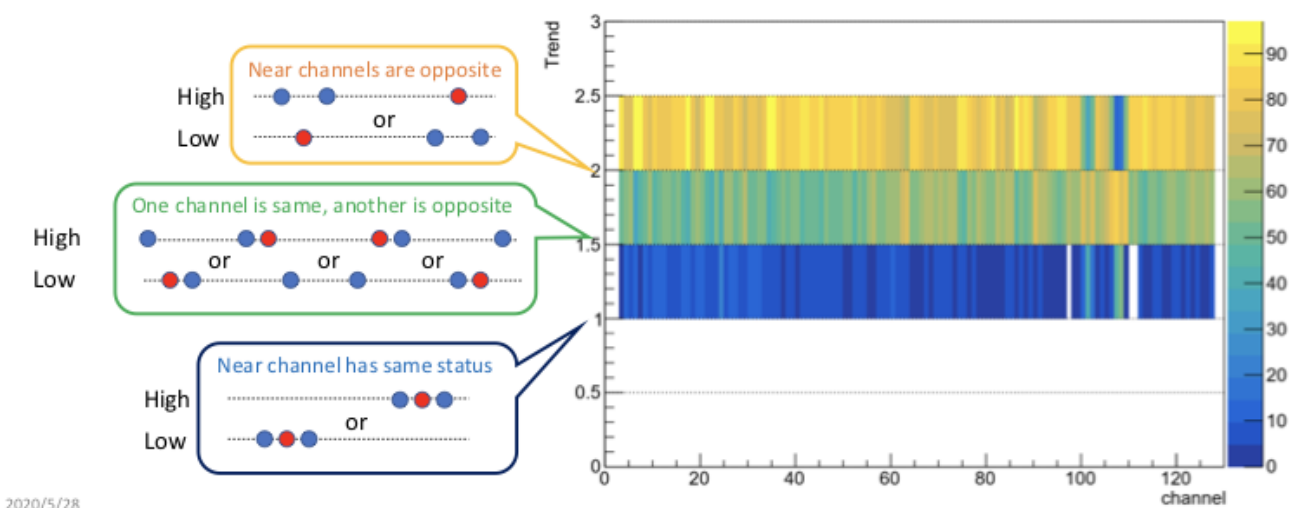 Near channels are opposite
High
or
Low
One channel is same, another is opposite
High
or or or
Low
Near channel has same status
High
or
Low
2020/5/28
Trend
3
2.5
2
1.5
1
0.5
0
0 20 40 60 80 100 120
channel
90
80
70
60
50
40
30
20
10
0